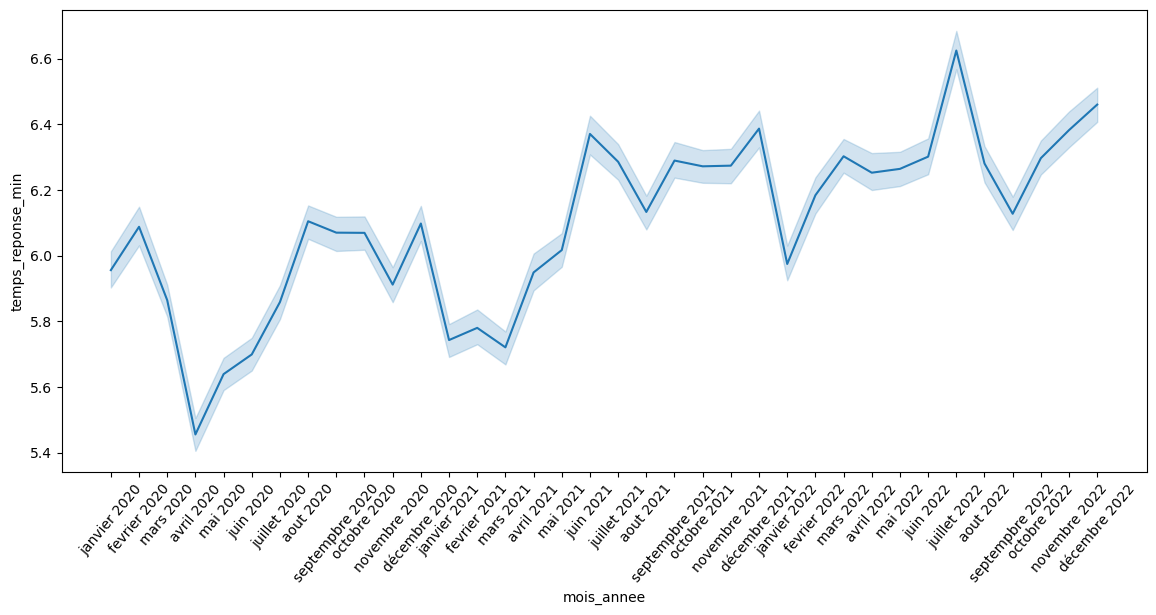 temps_reponse_min
6.6
6.4
6.2
6.0
5.8
5.6
5.4
janvier 2020
fevrier 2020
mars 2020
avril 2020
mai 2020
juin 2020
juillet 2020
aout 2020
septembre 2020
octobre 2020
novembre 2020
décembre 2020
janvier 2021
fevrier 2021
mars 2021
avril 2021
mai 2021
juin 2021
juillet 2021
aout 2021
septembre 2021
octobre 2021
novembre 2021
décembre 2021
janvier 2022
fevrier 2022
mars 2022
avril 2022
mai 2022
juin 2022
juillet 2022
aout 2022
septembre 2022
octobre 2022
novembre 2022
décembre 2022
mois_annee